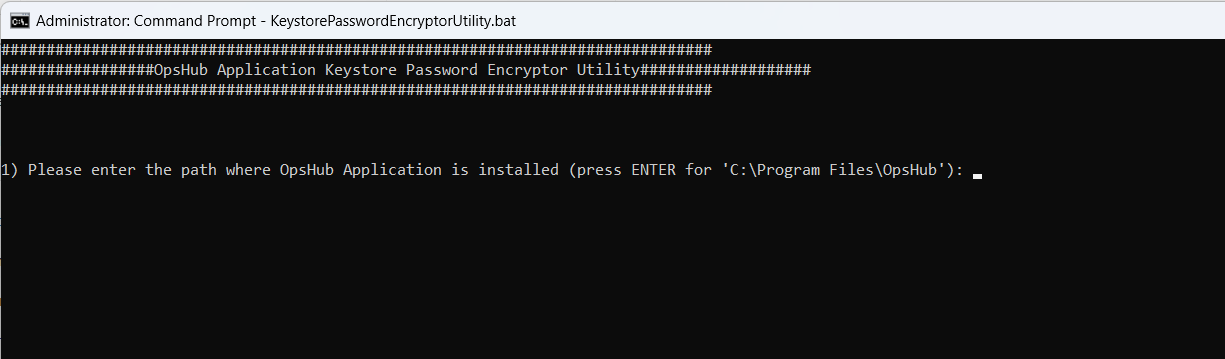 Administrator: Command Prompt - KeystorePasswordEncryptorUtility.bat
###############################################################################
#################OpsHub Application Keystore Password Encryptor Utility###################
###############################################################################
1) Please enter the path where OpsHub Application is installed (press ENTER for 'C:\Program Files\OpsHub'):